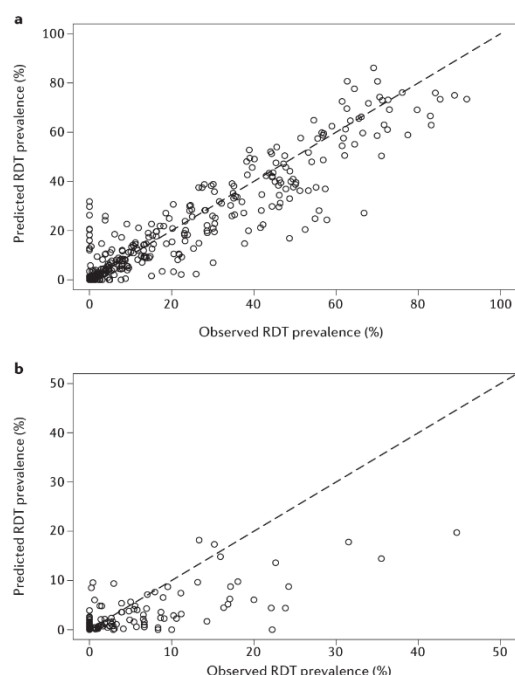 a
100
80
60
40
20
0
Predicted RDT prevalence (%)
0 20 40 60 80 100
Observed RDT prevalence (%)
b
50
40
30
20
10
0
Predicted RDT prevalence (%)
0 10 20 30 40 50
Observed RDT prevalence (%)